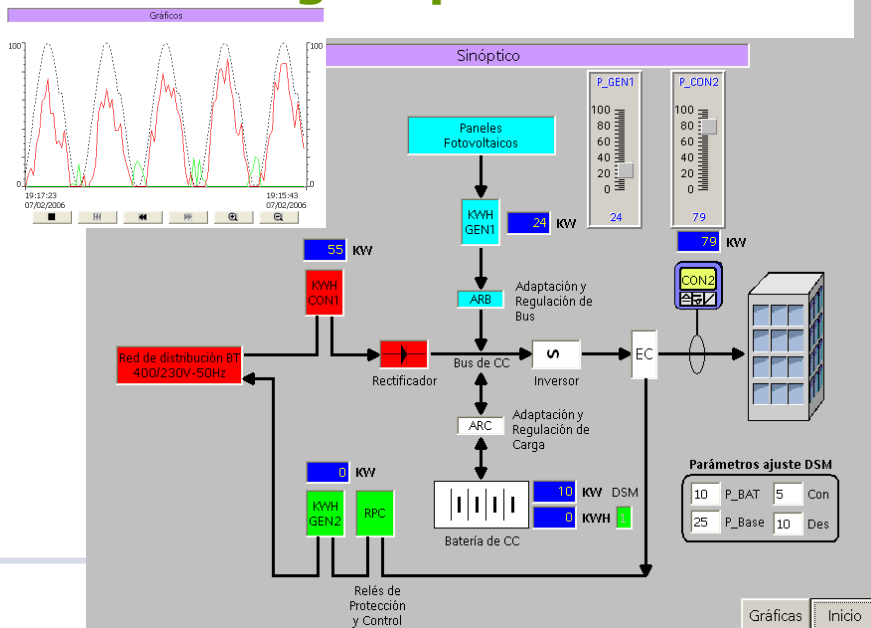 Gráficos
100
100
0
0
19:17:23
07/02/2006
19:15:43
07/02/2006
Sinóptico
P_GEN1
100
80
60
40
20
0
24
P_CON2
100
80
60
40
20
0
79
79 KW
Paneles
Fotovoltaicos
KWH
GEN1
24 KW
55 KW
KWH
CON1
ARB
Adaptación y
Regulación de
Bus
CON2
Red de distribución BT
400/230V-50Hz
Rectificador
Bus de CC
Inversor
EC
ARC
Adaptación y
Regulación de
Carga
0 KW
KWH
GEN2
RPC
10 KW DSM
0 KWH 1
Batería de CC
Parámetros ajuste DSM
10 P_BAT 5 Con
25 P_Base 10 Des
Relés de
Protección
y Control
Gráficas
Inicio